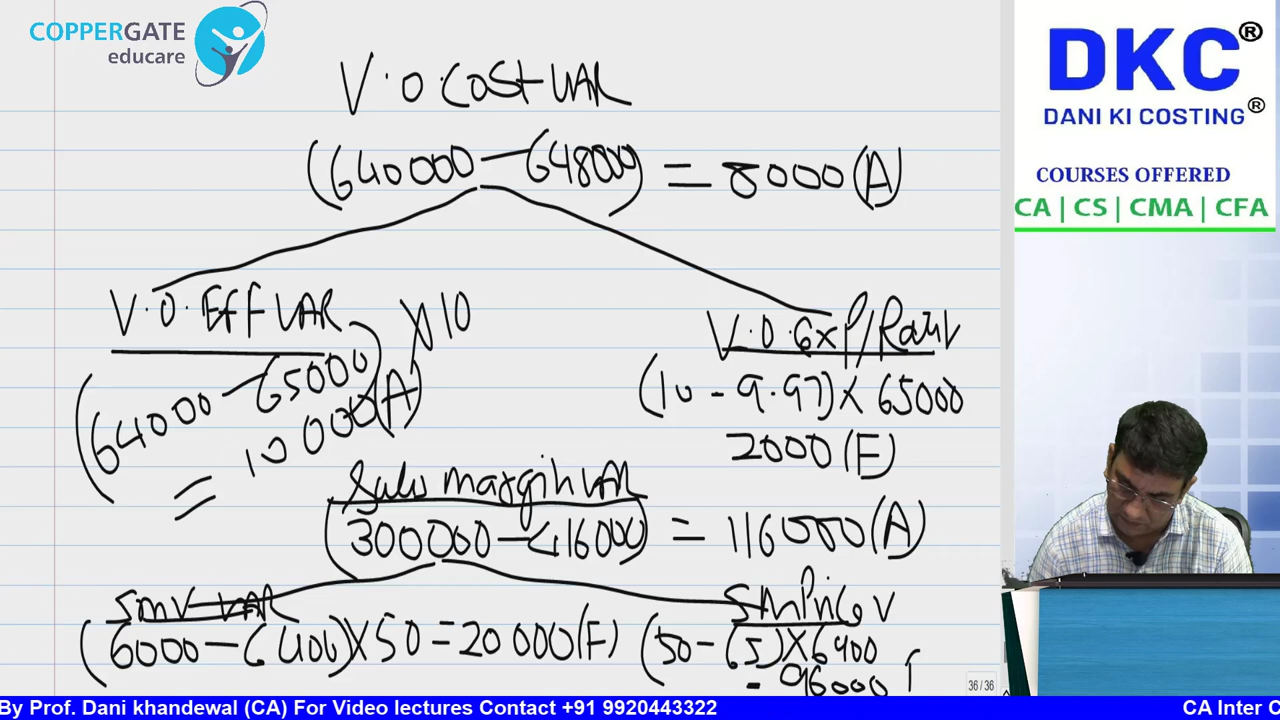 COPPERGATE
educare
V.O.Cost VAR
(640000 — 648000) = 8000 (A)
V.O. Eff VAR
(64000 — 65000) X 10
= 10000 (A)
V.O. Exp/Rate V
(10 - 9.97) X 65000
2000 (F)
Sales margin VAR
(300000 — 416000) = 116000 (A)
SmV VAR
(6000 — 6400) X 50 = 20000 (F)
SM Price V
(50 - 65) X 6400
- 96000
36/36
DKC®
DANI KI COSTING®
COURSES OFFERED
CA | CS | CMA | CFA
By Prof. Dani khandewal (CA) For Video lectures Contact +91 9920443322
CA Inter C